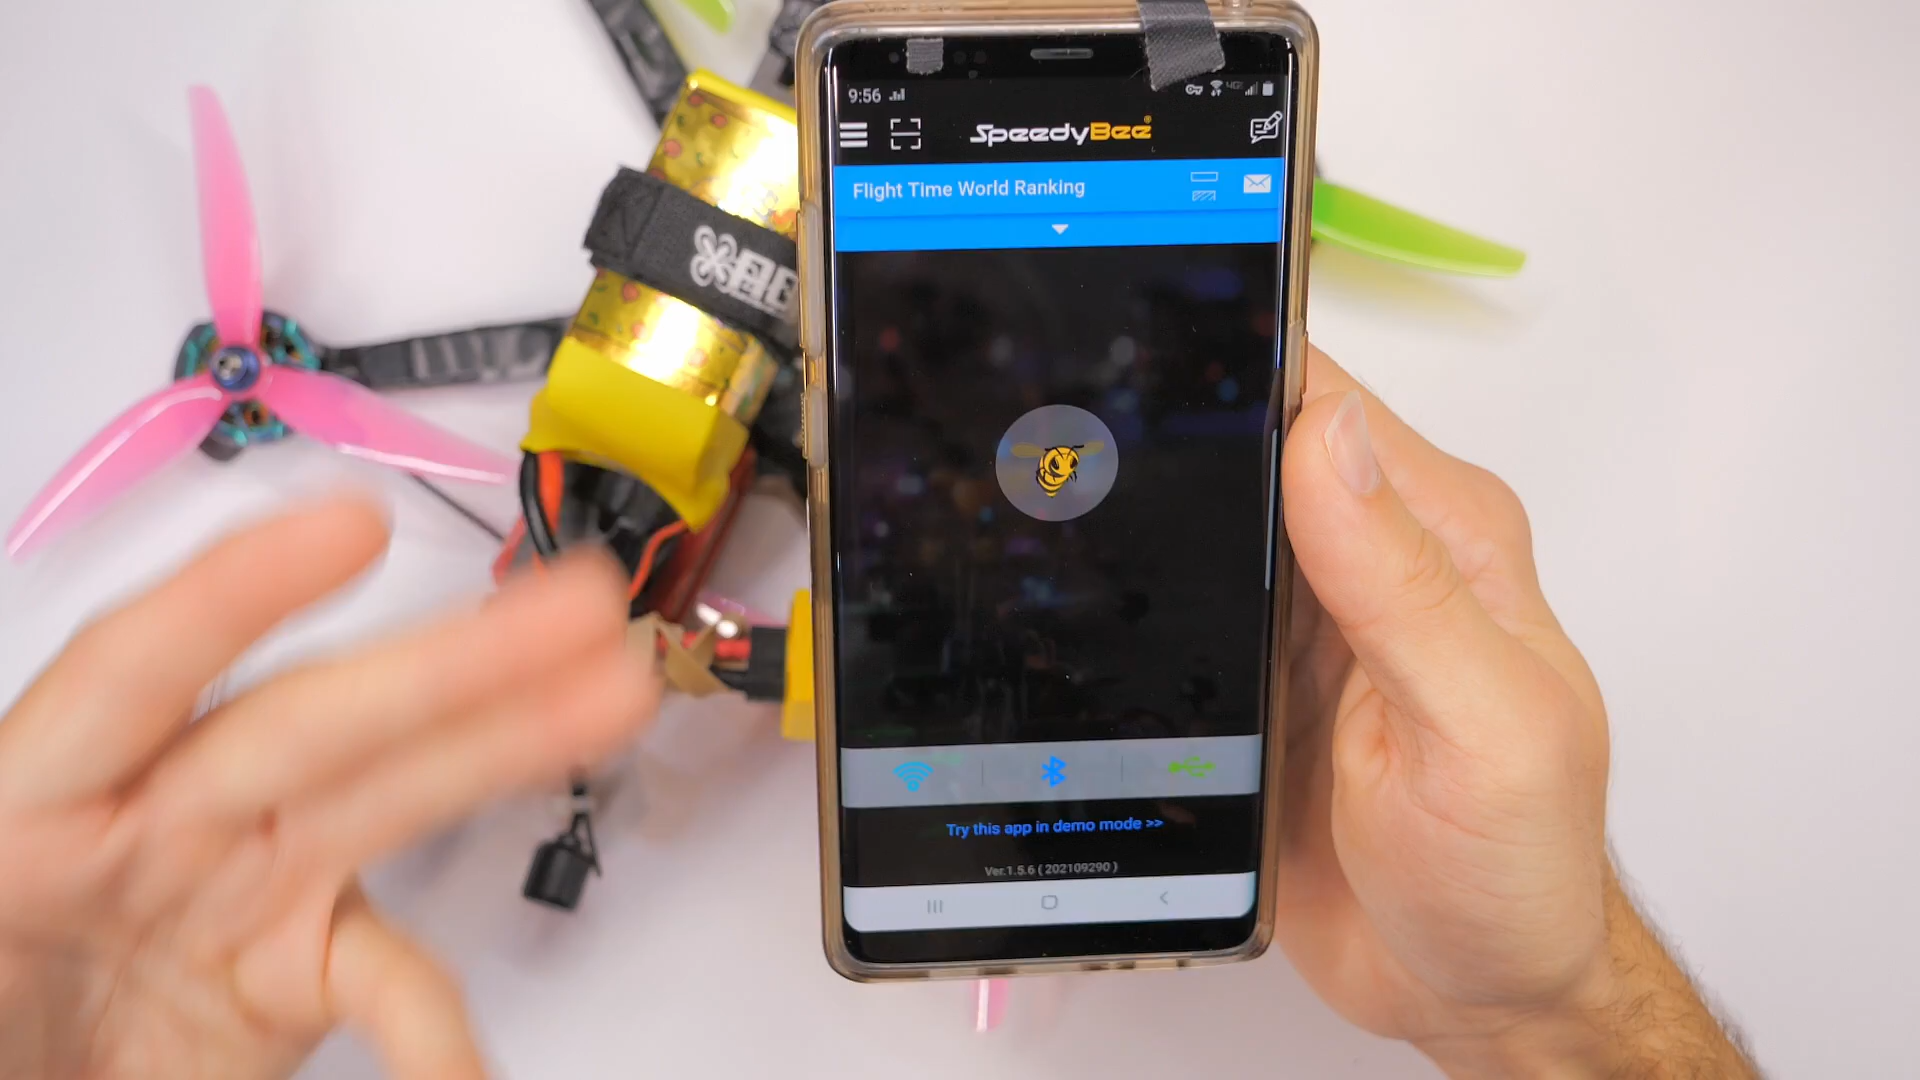 9:56
SpeedyBee
Flight Time World Ranking
Try this app in demo mode >>
Ver.1.5.6 ( 202109290 )